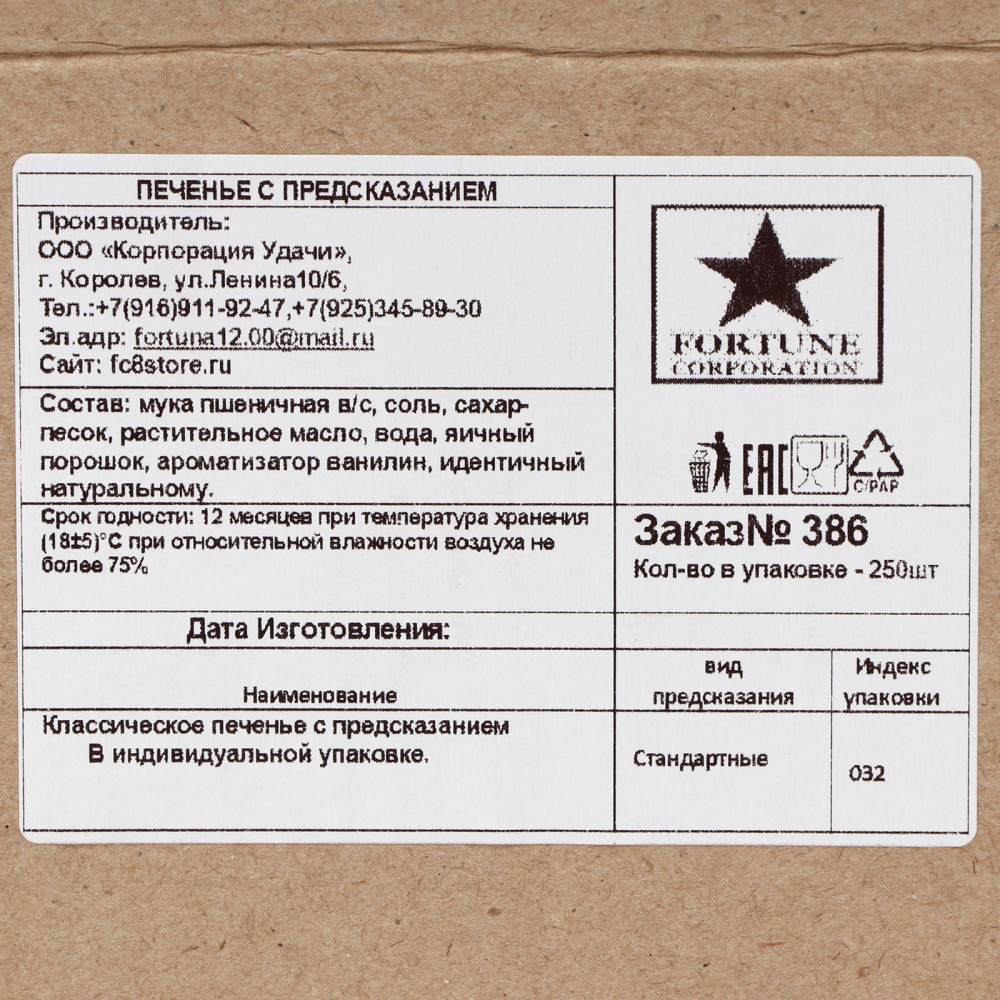 ПЕЧЕНЬЕ С ПРЕДСКАЗАНИЕМ
Производитель:
ООО «Корпорация Удачи»,
г. Королев, ул.Ленина10/6,
Тел.:+7(916)911-92-47,+7(925)345-89-30
Эл.адр: fortuna12.00@mail.ru
Сайт: fc8store.ru
FORTUNE
CORPORATION
Состав: мука пшеничная в/с, соль, сахар-
песок, растительное масло, вода, яичный
порошок, ароматизатор ванилин, идентичный
натуральному.
EAC
C/PAP
Срок годности: 12 месяцев при температура хранения
(18±5)°С при относительной влажности воздуха не
более 75%
Заказ№ 386
Кол-во в упаковке - 250шт
Дата Изготовления:
Наименование
вид
предсказания
Индекс
упаковки
Классическое печенье с предсказанием
В индивидуальной упаковке.
Стандартные
032